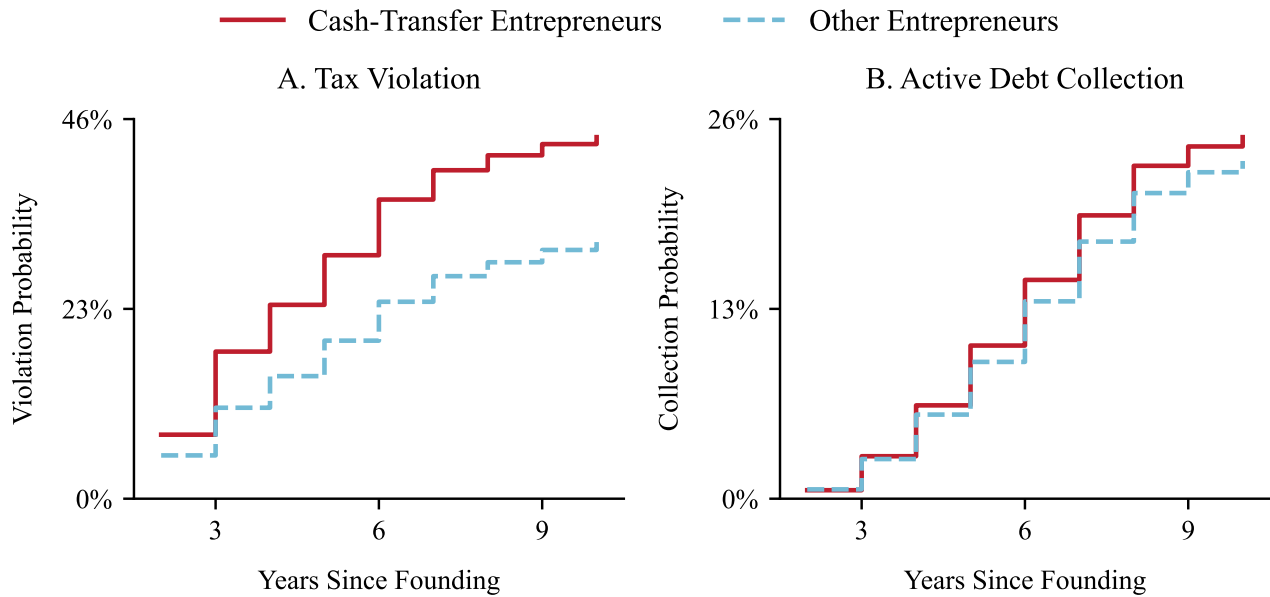 Cash-Transfer Entrepreneurs Other Entrepreneurs
A. Tax Violation
46%
23%
0%
Violation Probability
3 6 9
Years Since Founding
B. Active Debt Collection
26%
13%
0%
Collection Probability
3 6 9
Years Since Founding